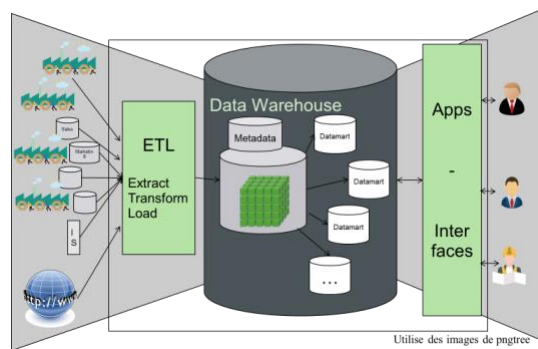 Sales
Marketin
g
I
S
http://www
ETL
Extract
Transform
Load
Data Warehouse
Metadata
Datamart
Datamart
Datamart
...
Apps
-
Inter
faces
Utilise des images de pngtree